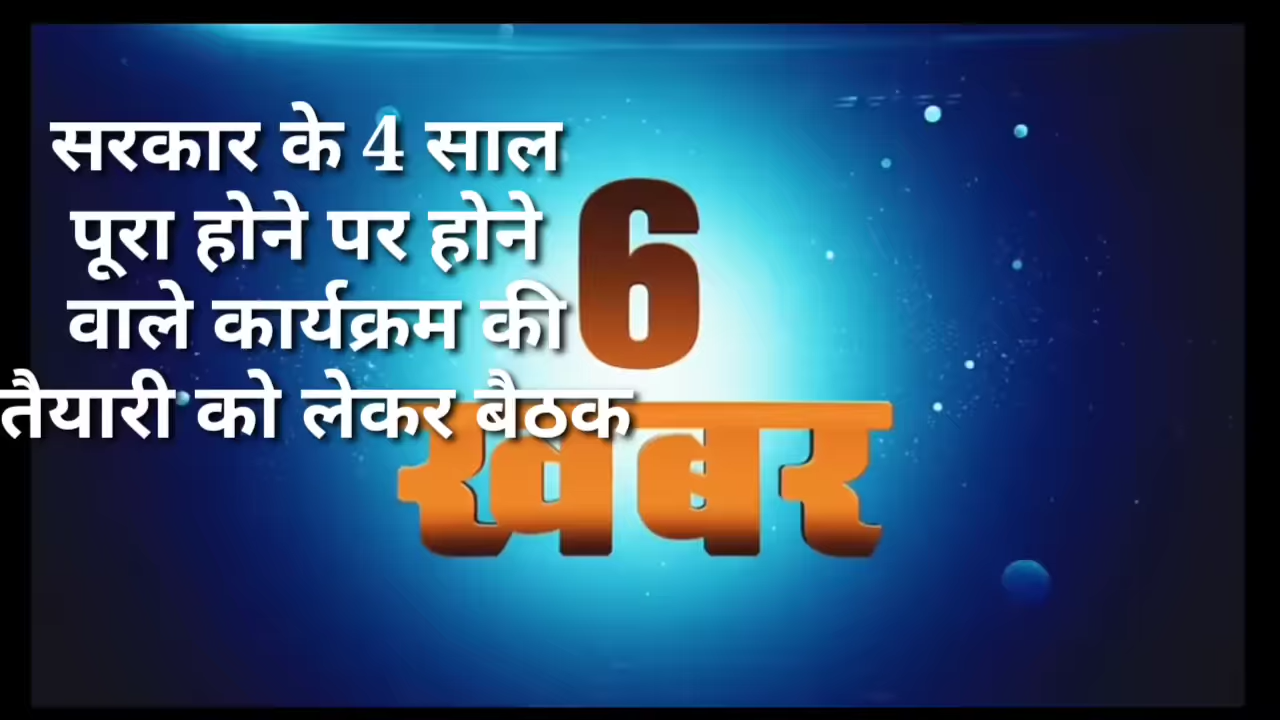 सरकार के 4 साल
पूरा होने पर होने
वाले कार्यक्रम की
तैयारी को लेकर बैठक
6
खबर